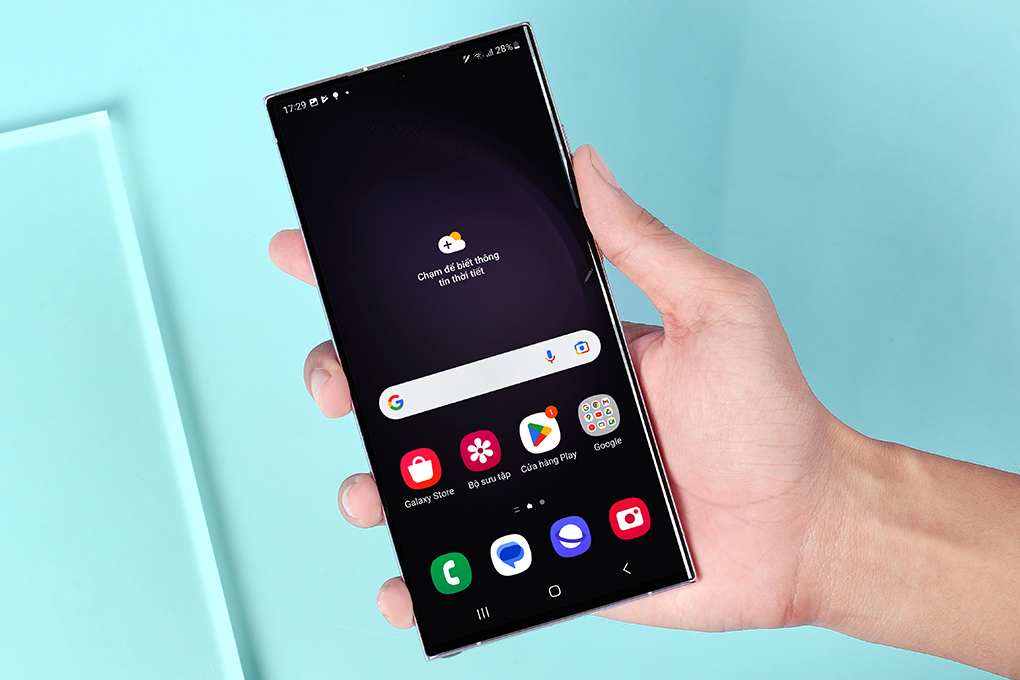 17:29
28%
Chạm để biết thông
tin thời tiết
Galaxy Store
Bộ sưu tập
1
Cửa hàng Play
Google